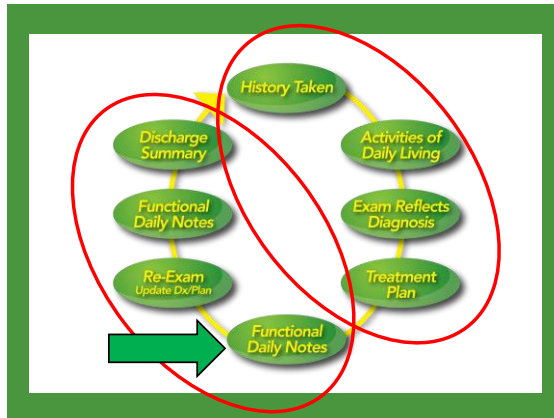 History Taken
Activities of
Daily Living
Exam Reflects
Diagnosis
Treatment
Plan
Functional
Daily Notes
Re-Exam
Update Dx/Plan
Functional
Daily Notes
Discharge
Summary